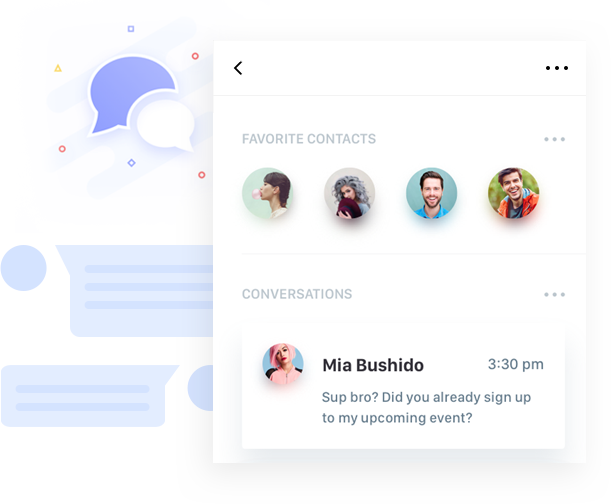 FAVORITE CONTACTS
CONVERSATIONS
Mia Bushido 3:30 pm
Sup bro? Did you already sign up
to my upcoming event?